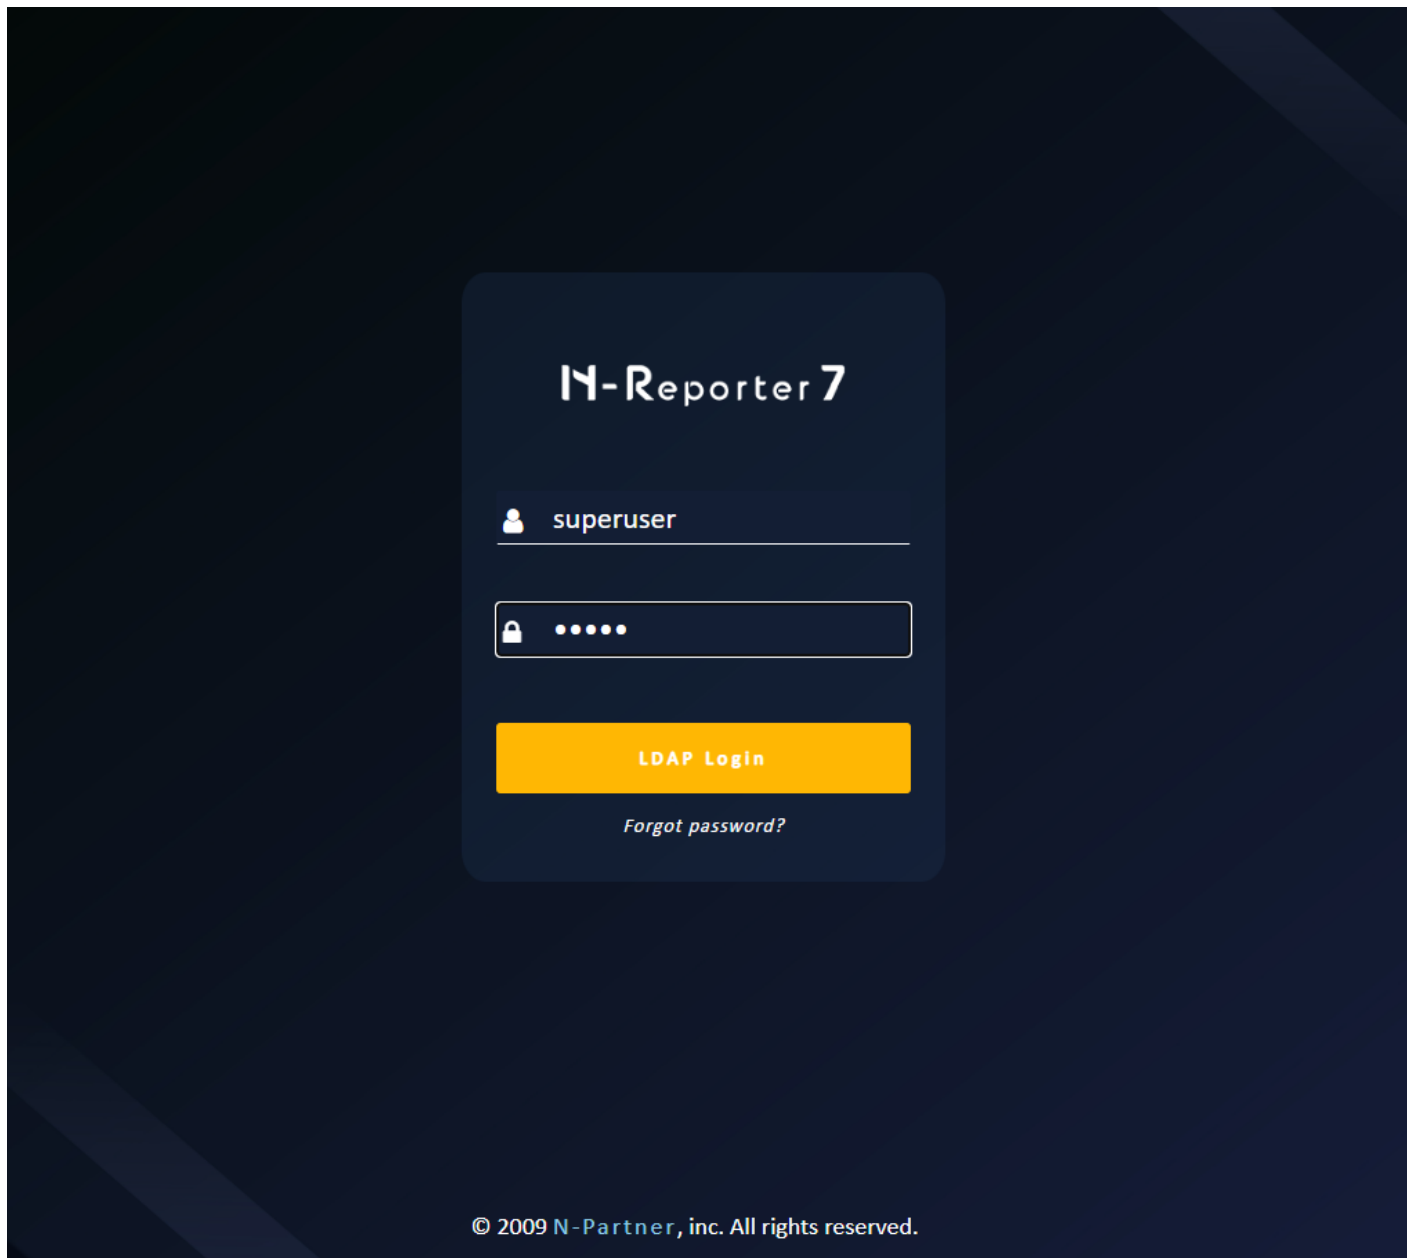 N-Reporter 7
superuser
•••••
LDAP Login
Forgot password?
© 2009 N-Partner, inc. All rights reserved.